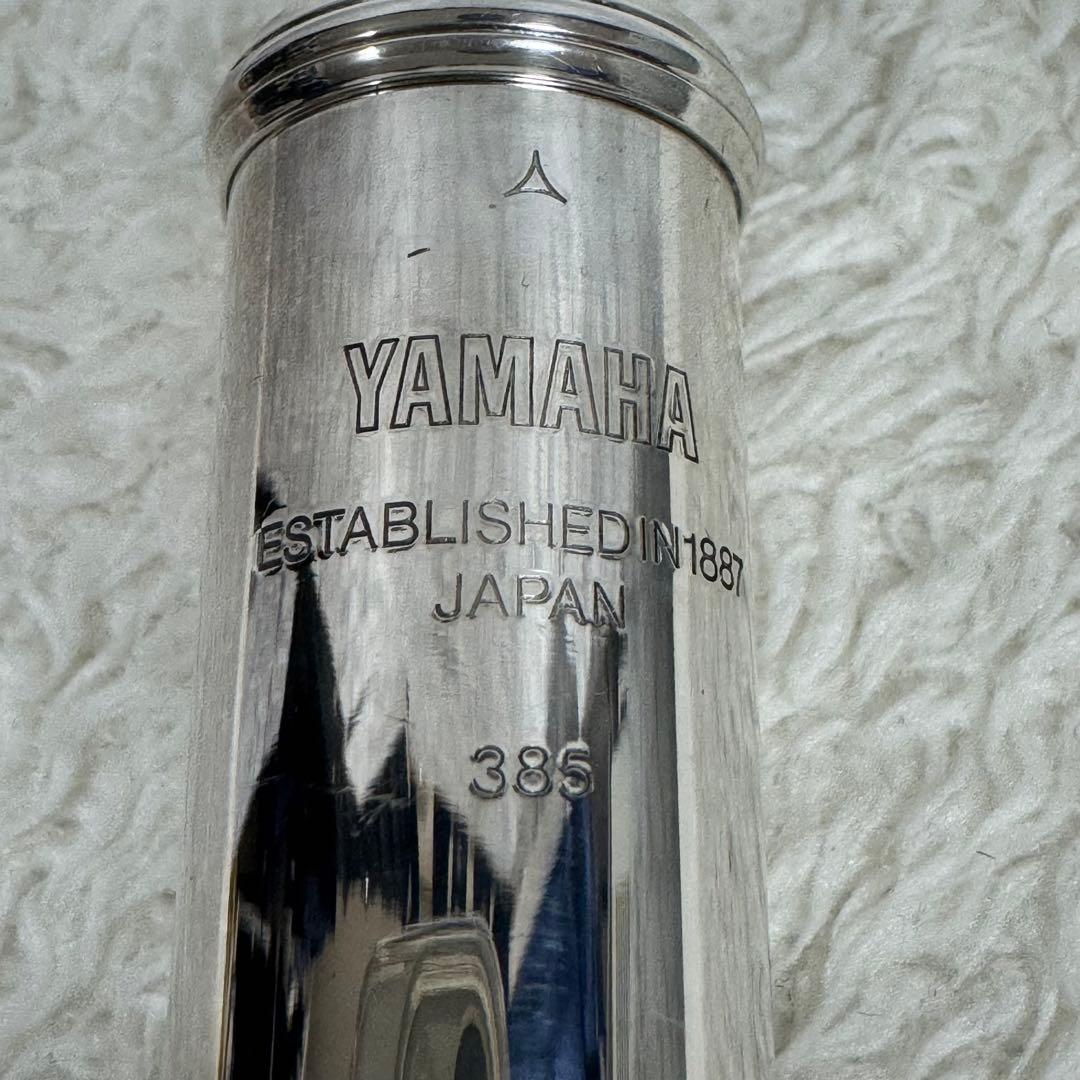 YAMAHA
ESTABLISHED IN 1887
JAPAN
385